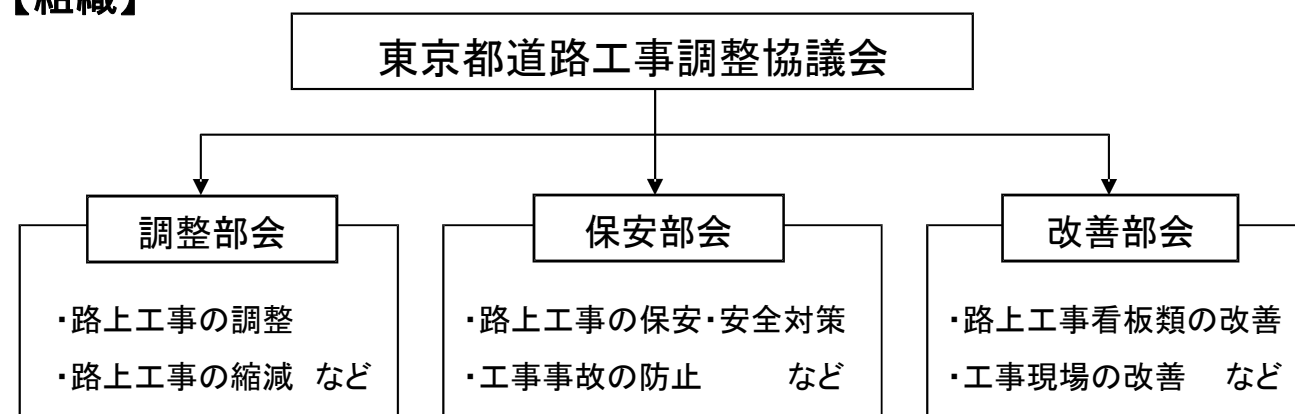 【組織】
東京都道路工事調整協議会
調整部会
・路上工事の調整
・路上工事の縮減 など
保安部会
・路上工事の保安・安全対策
・工事事故の防止 など
改善部会
・路上工事看板類の改善
・工事現場の改善 など